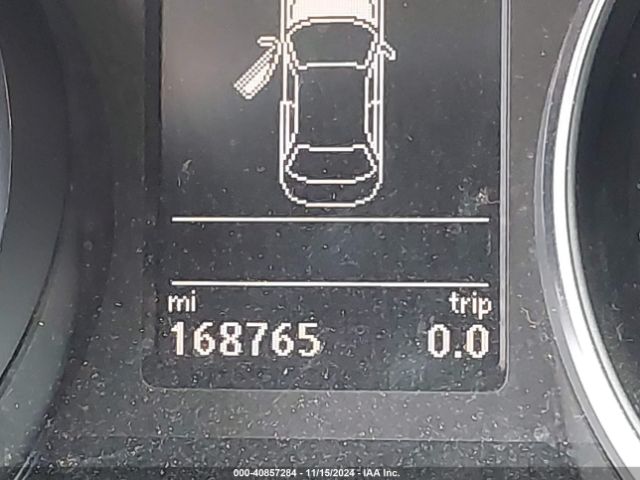 mi trip
168765 0.0
000-40857284 - 11/15/2024 - IAA Inc.